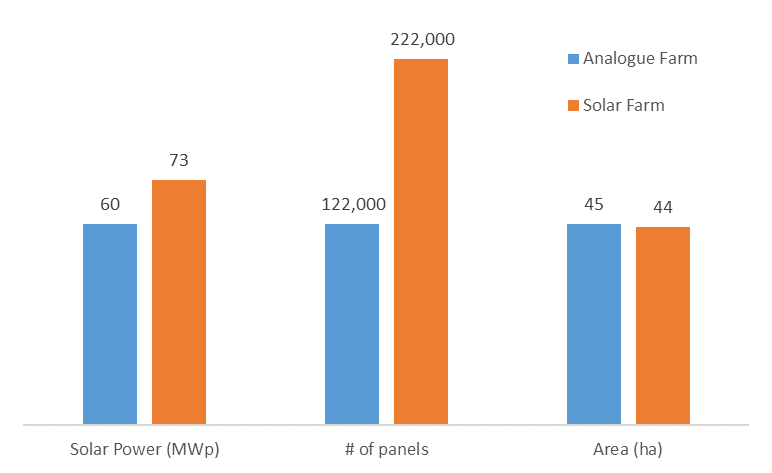 222,000
Analogue Farm
Solar Farm
73
60
122,000
45
44
Solar Power (MWp)
# of panels
Area (ha)